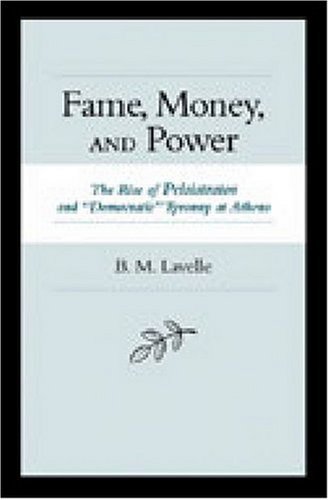 Fame, Money,
AND Power
The Rise of Peisistratos
and "Democratic" Tyranny at Athens
B. M. Lavelle